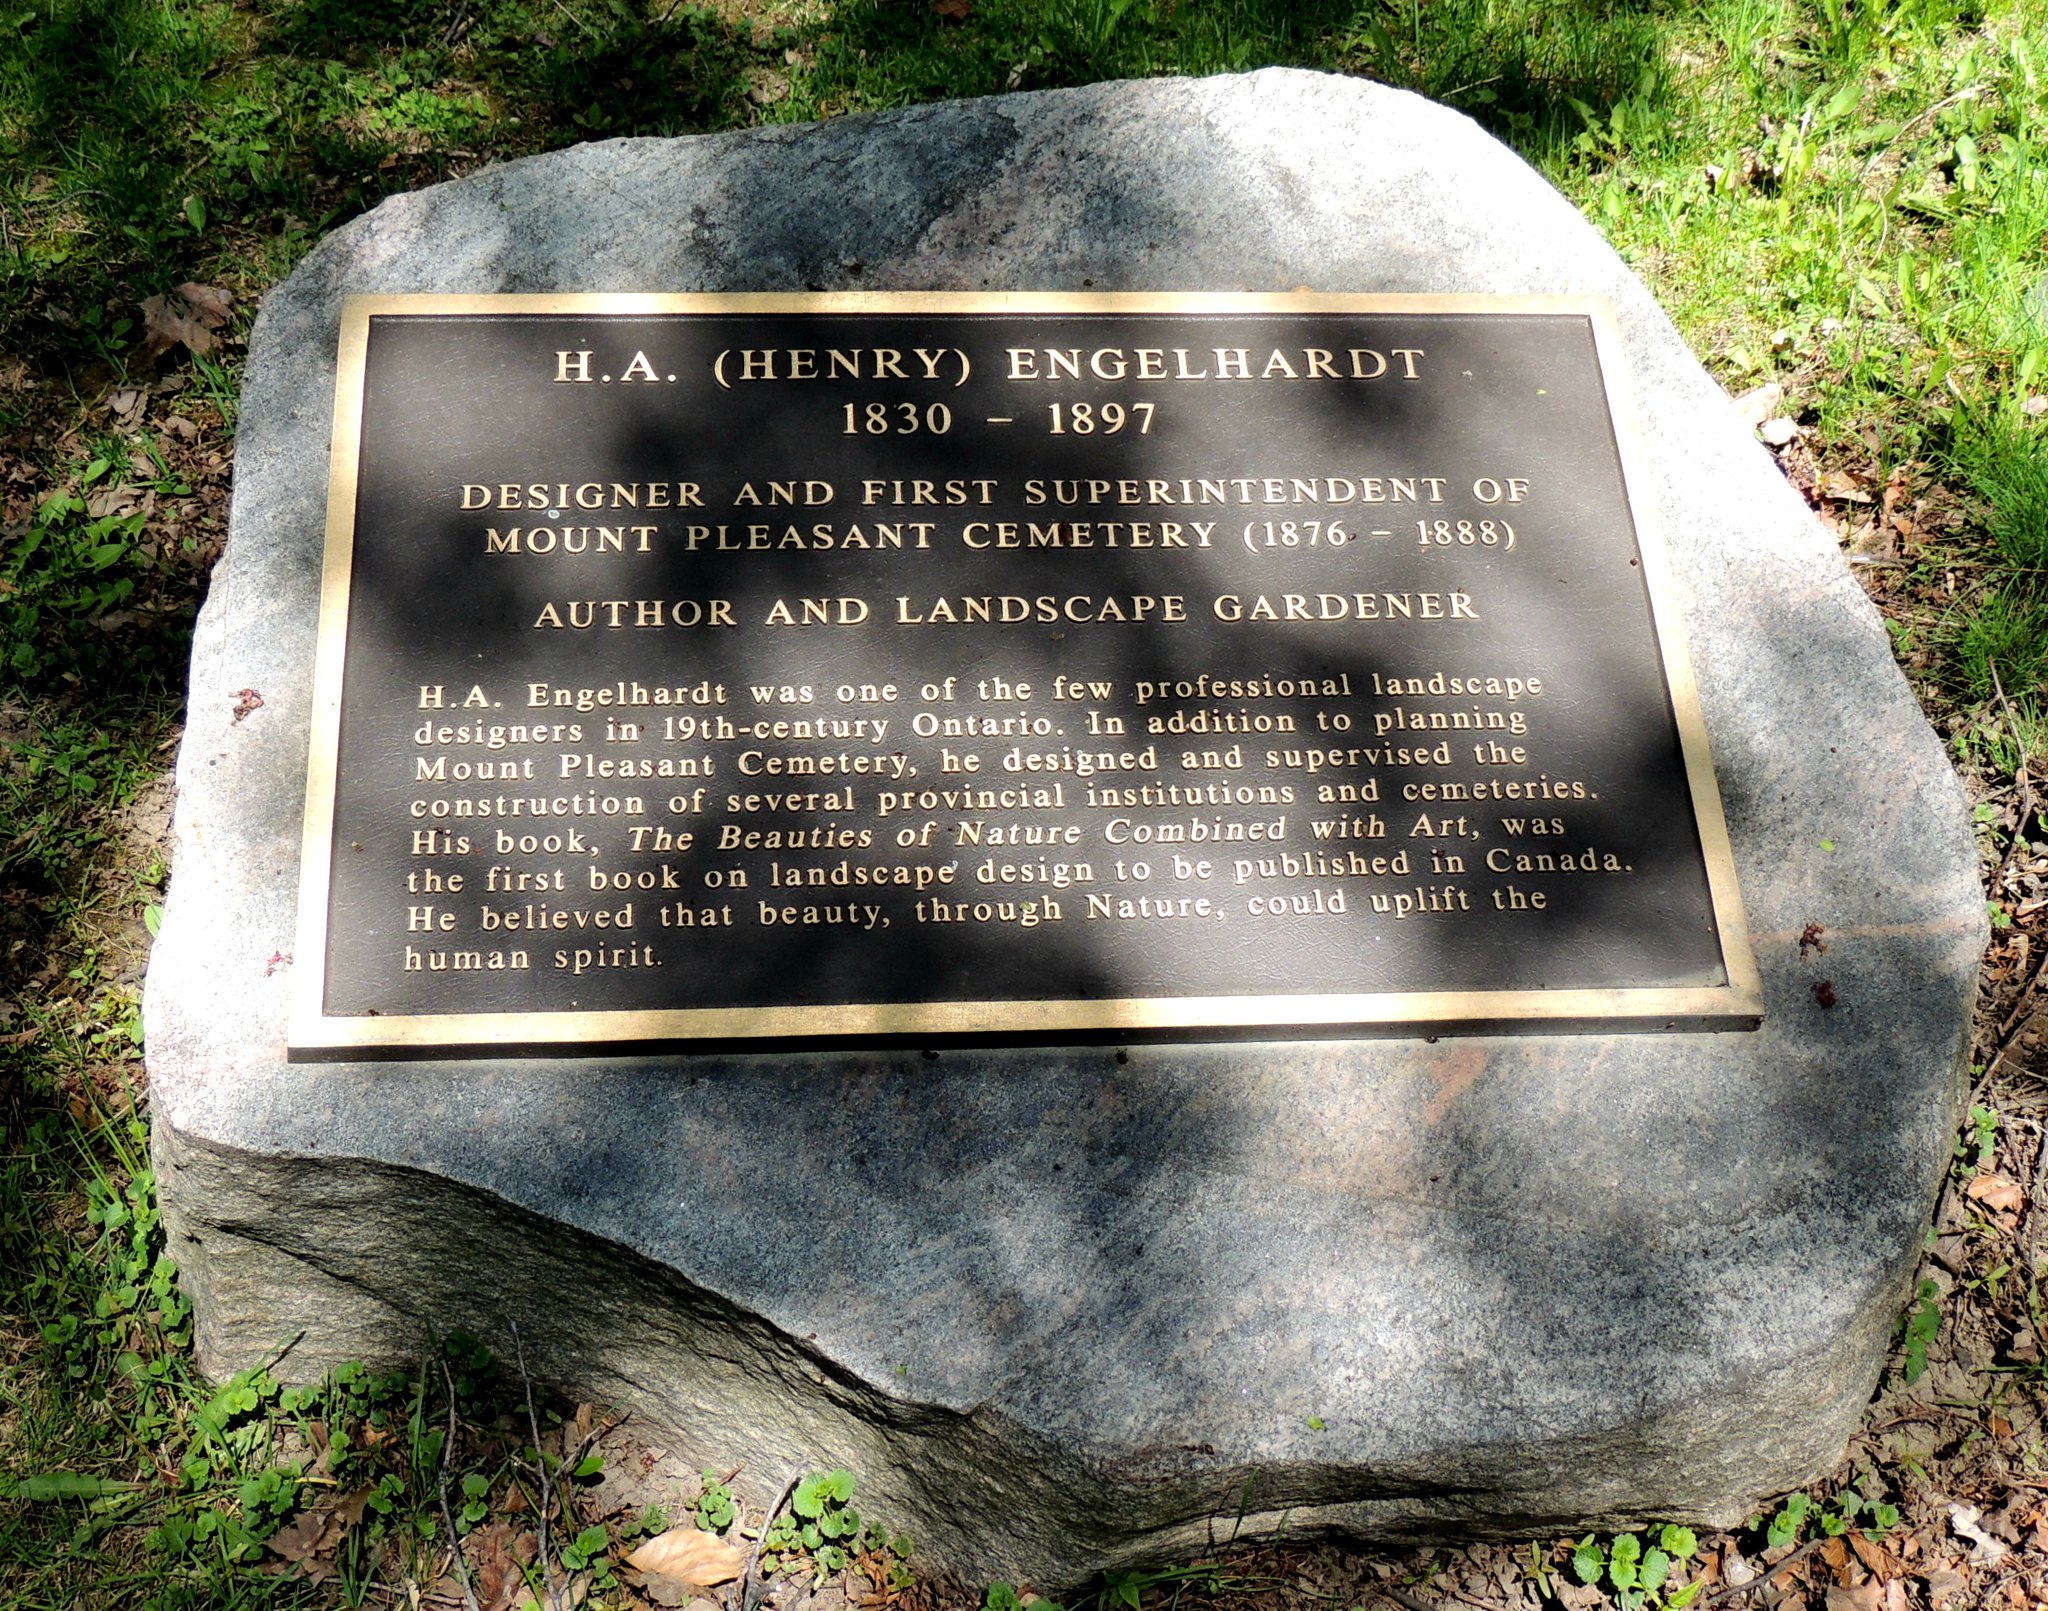 H.A. (HENRY) ENGELHARDT
1830 – 1897
DESIGNER AND FIRST SUPERINTENDENT OF
MOUNT PLEASANT CEMETERY (1876 – 1888)
AUTHOR AND LANDSCAPE GARDENER
H.A. Engelhardt was one of the few professional landscape
designers in 19th-century Ontario. In addition to planning
Mount Pleasant Cemetery, he designed and supervised the
construction of several provincial institutions and cemeteries.
His book, The Beauties of Nature Combined with Art, was
the first book on landscape design to be published in Canada.
He believed that beauty, through Nature, could uplift the
human spirit.